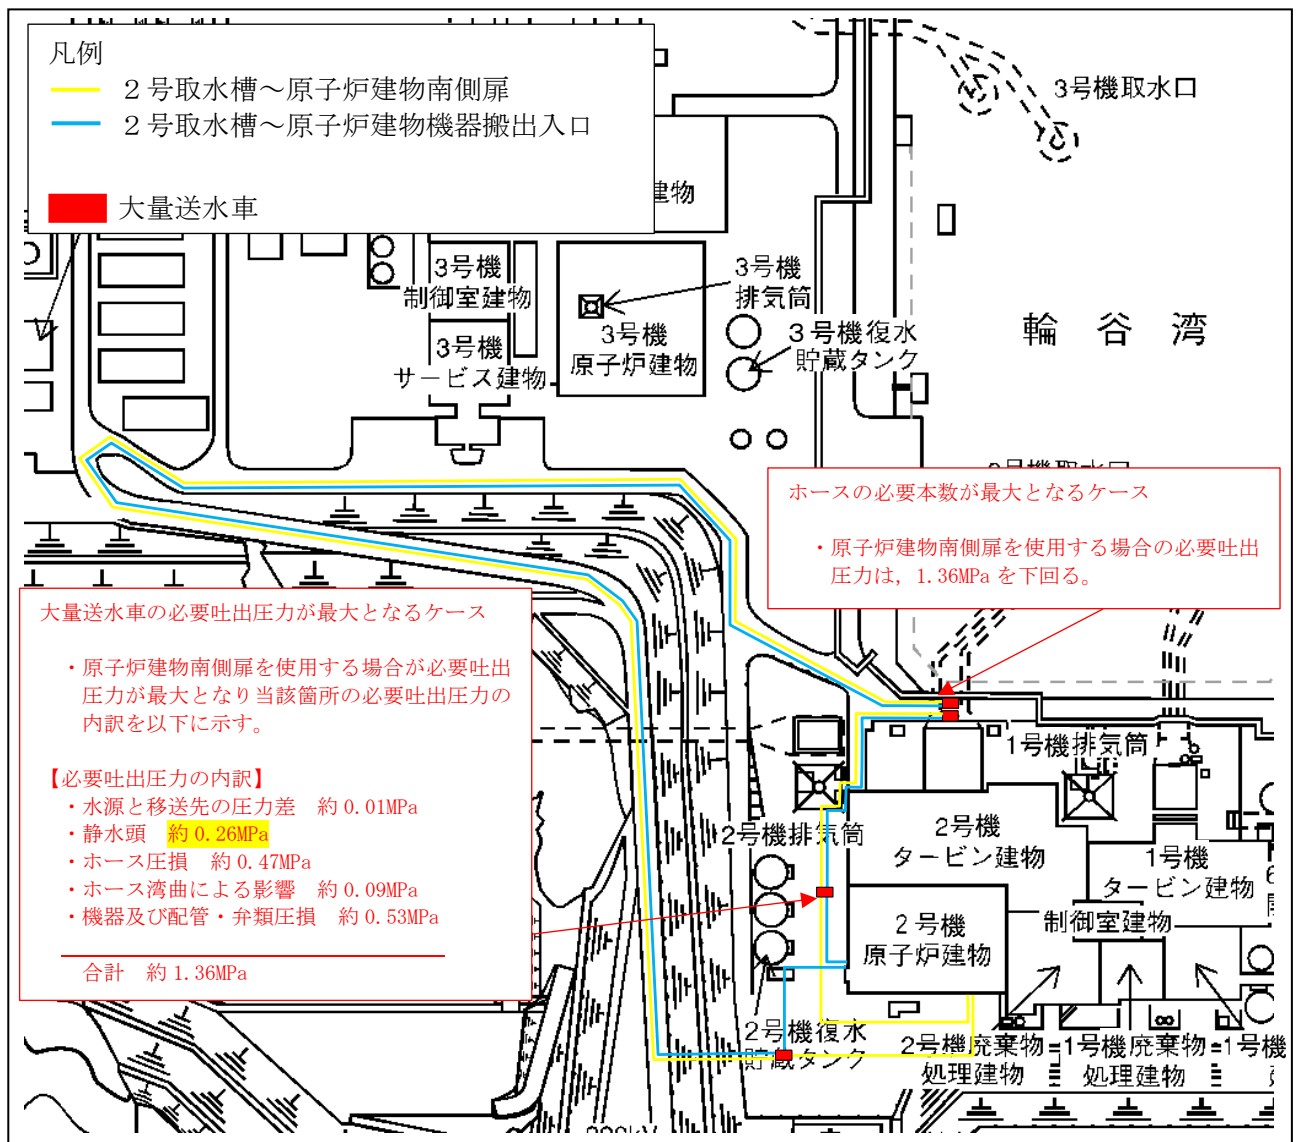 凡例
２号取水槽～原子炉建物南側扉
２号取水槽～原子炉建物機器搬出入口
大量送水車
建物
3号機取水口
3号機
制御室建物
3号機
排気筒
3号機
原子炉建物
3号機復水
貯蔵タンク
3号機
サービス建物
輪谷湾
ホースの必要本数が最大となるケース
・原子炉建物南側扉を使用する場合の必要吐出
圧力は，1.36MPa を下回る。
大量送水車の必要吐出圧力が最大となるケース
・原子炉建物南側扉を使用する場合が必要吐出
圧力が最大となり当該箇所の必要吐出圧力の
内訳を以下に示す。
【必要吐出圧力の内訳】
・水源と移送先の圧力差　約 0.01MPa
・静水頭　約 0.26MPa
・ホース圧損　約 0.47MPa
・ホース湾曲による影響　約 0.09MPa
・機器及び配管・弁類圧損　約 0.53MPa
合計　約 1.36MPa
1号機排気筒
2号機排気筒
2号機
タービン建物
1号機
タービン建物
制御室建物
２号機
原子炉建物
2号機復水
貯蔵タンク
2号機廃棄物
処理建物
1号機廃棄物
処理建物
1号機